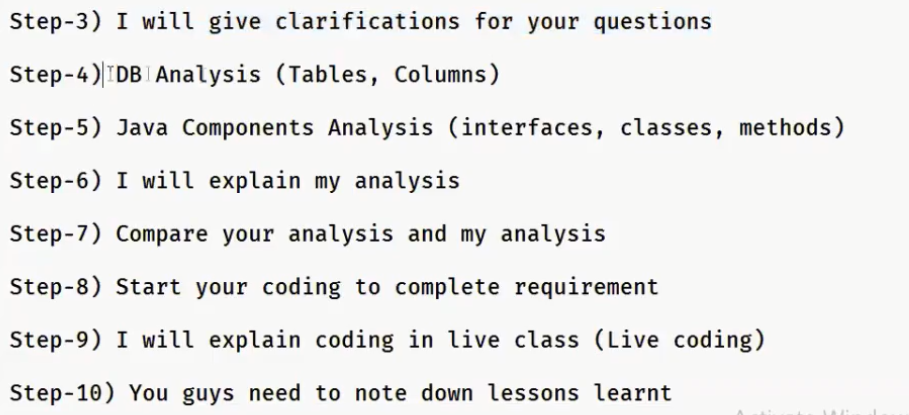 Step-3) I will give clarifications for your questions
Step-4) DB Analysis (Tables, Columns)
Step-5) Java Components Analysis (interfaces, classes, methods)
Step-6) I will explain my analysis
Step-7) Compare your analysis and my analysis
Step-8) Start your coding to complete requirement
Step-9) I will explain coding in live class (Live coding)
Step-10) You guys need to note down lessons learnt